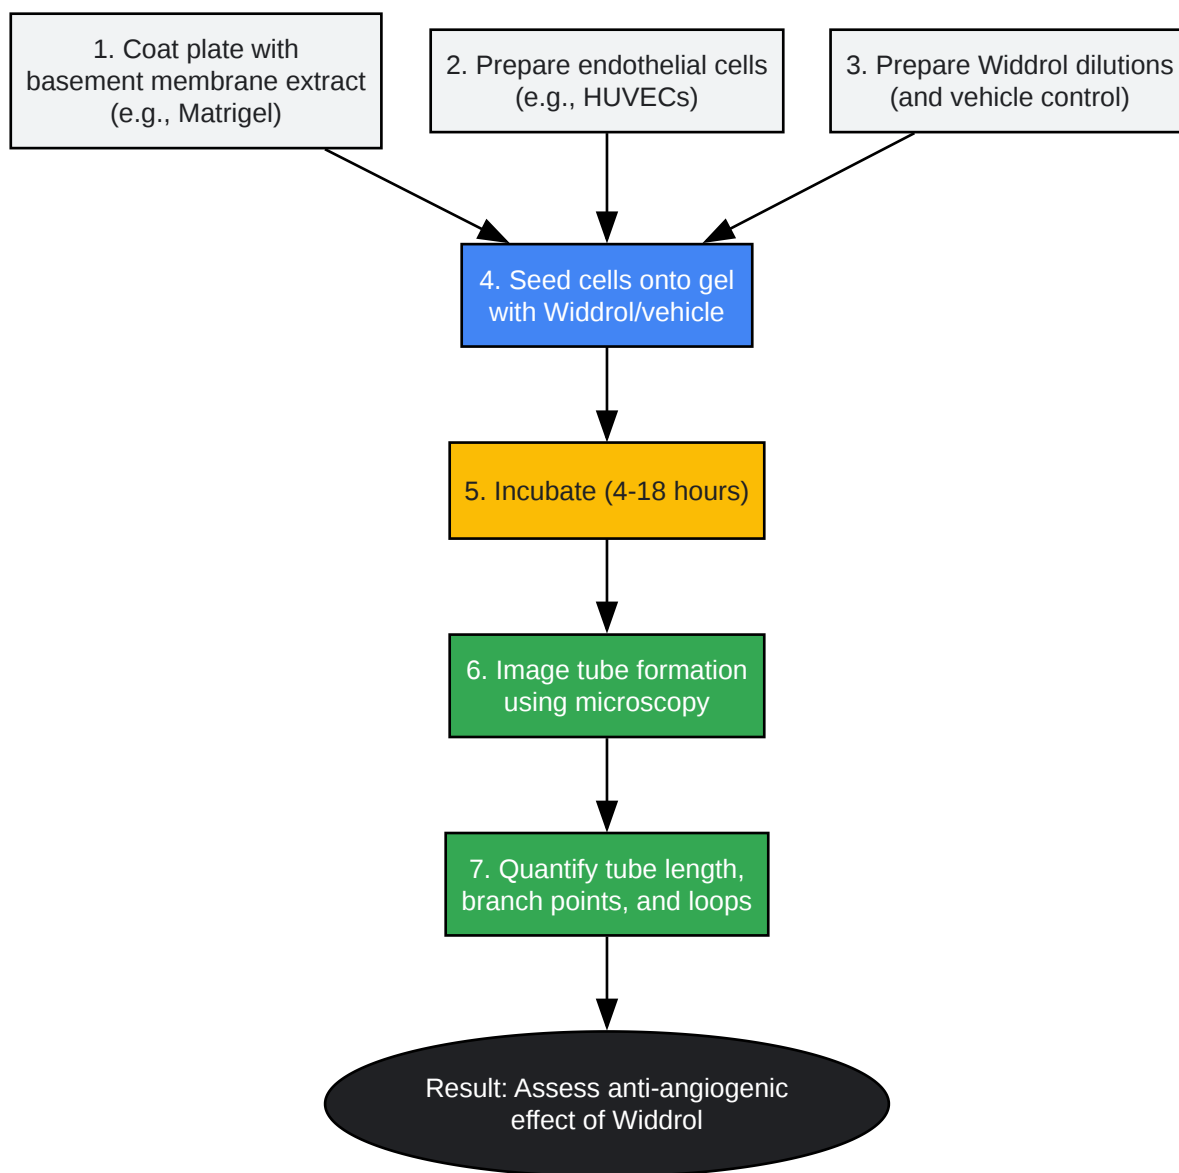 1. Coat plate with
basement membrane extract
(e.g., Matrigel)
2. Prepare endothelial cells
(e.g., HUVECs)
3. Prepare Widdrol dilutions
(and vehicle control)
4. Seed cells onto gel
with Widdrol/vehicle
5. Incubate (4-18 hours)
6. Image tube formation
using microscopy
7. Quantify tube length,
branch points, and loops
Result: Assess anti-angiogenic
effect of Widdrol